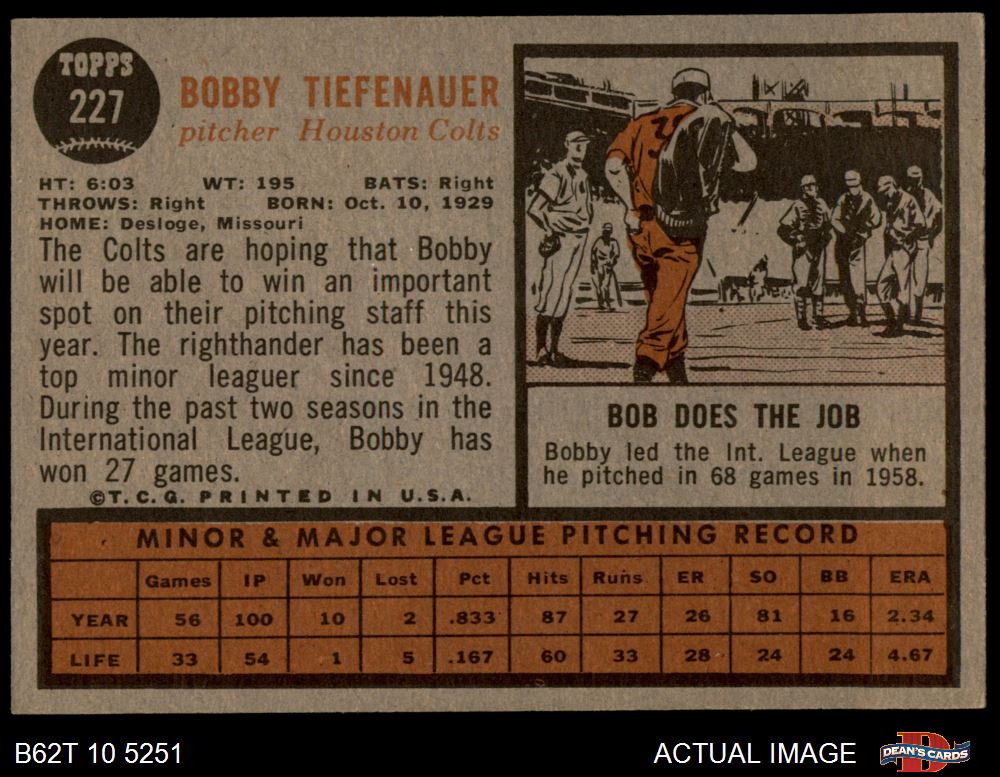 TOPPS
227
BOBBY TIEFENAUER
pitcher Houston Colts
HT: 6:03 WT: 195 BATS: Right
THROWS: Right BORN: Oct. 10, 1929
HOME: Desloge, Missouri
The Colts are hoping that Bobby
will be able to win an important
spot on their pitching staff this
year. The righthander has been a
top minor leaguer since 1948.
During the past two seasons in the
International League, Bobby has
won 27 games.
©T.C.G. PRINTED IN U.S.A.
BOB DOES THE JOB
Bobby led the Int. League when
he pitched in 68 games in 1958.
MINOR & MAJOR LEAGUE PITCHING RECORD
Games IP Won Lost Pct Hits Runs ER SO BB ERA
YEAR 56 100 10 2 .833 87 27 26 81 16 2.34
LIFE 33 54 1 5 .167 60 33 28 24 24 4.67
B62T 10 5251
ACTUAL IMAGE
DEAN'S CARDS